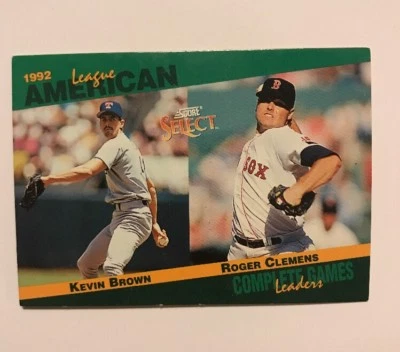 1992 League
AMERICAN
SCORE
SELECT
B
SOX
KEVIN BROWN
ROGER CLEMENS
COMPLETE GAMES
Leaders